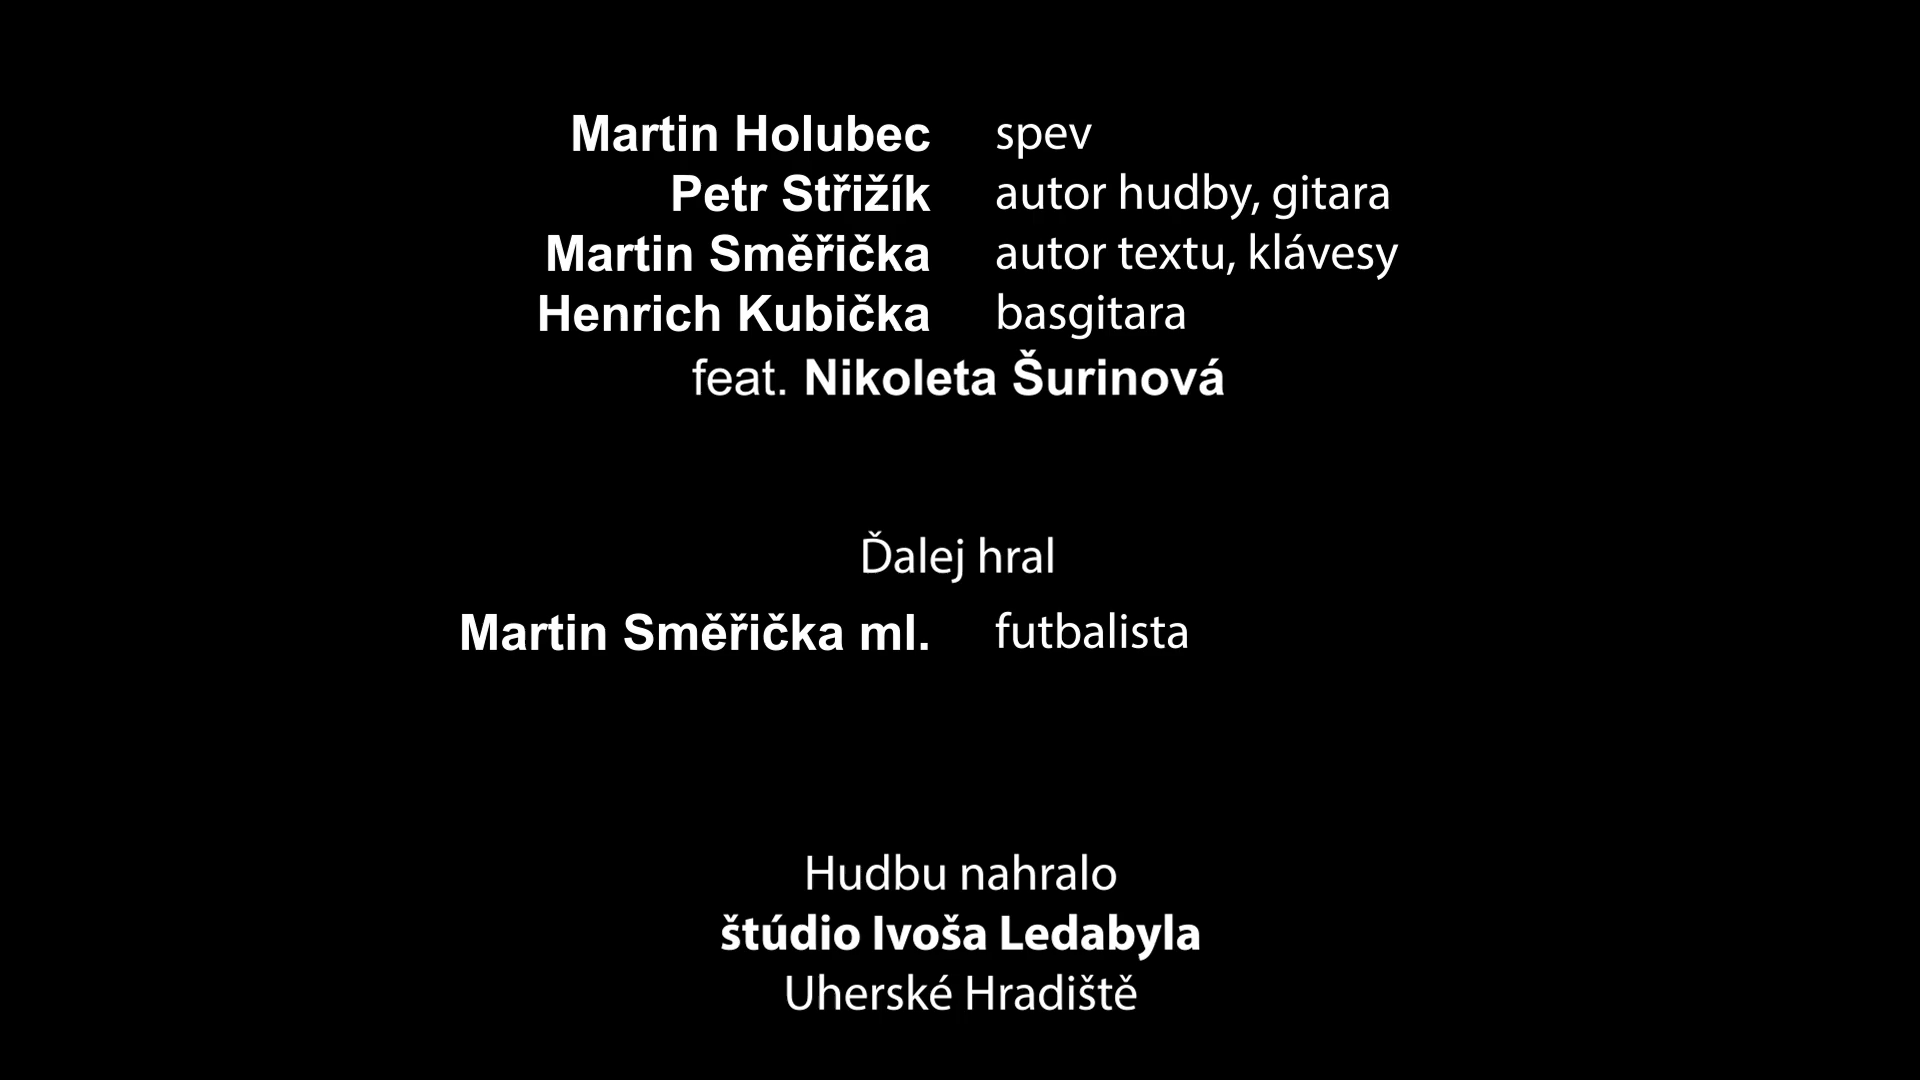 Martin Holubec spev
Petr Střižík autor hudby, gitara
Martin Směřička autor textu, klávesy
Henrich Kubička basgitara
feat. Nikoleta Šurinová
Ďalej hral
Martin Směřička ml. futbalista
Hudbu nahralo
štúdio Ivoša Ledabyla
Uherské Hradiště